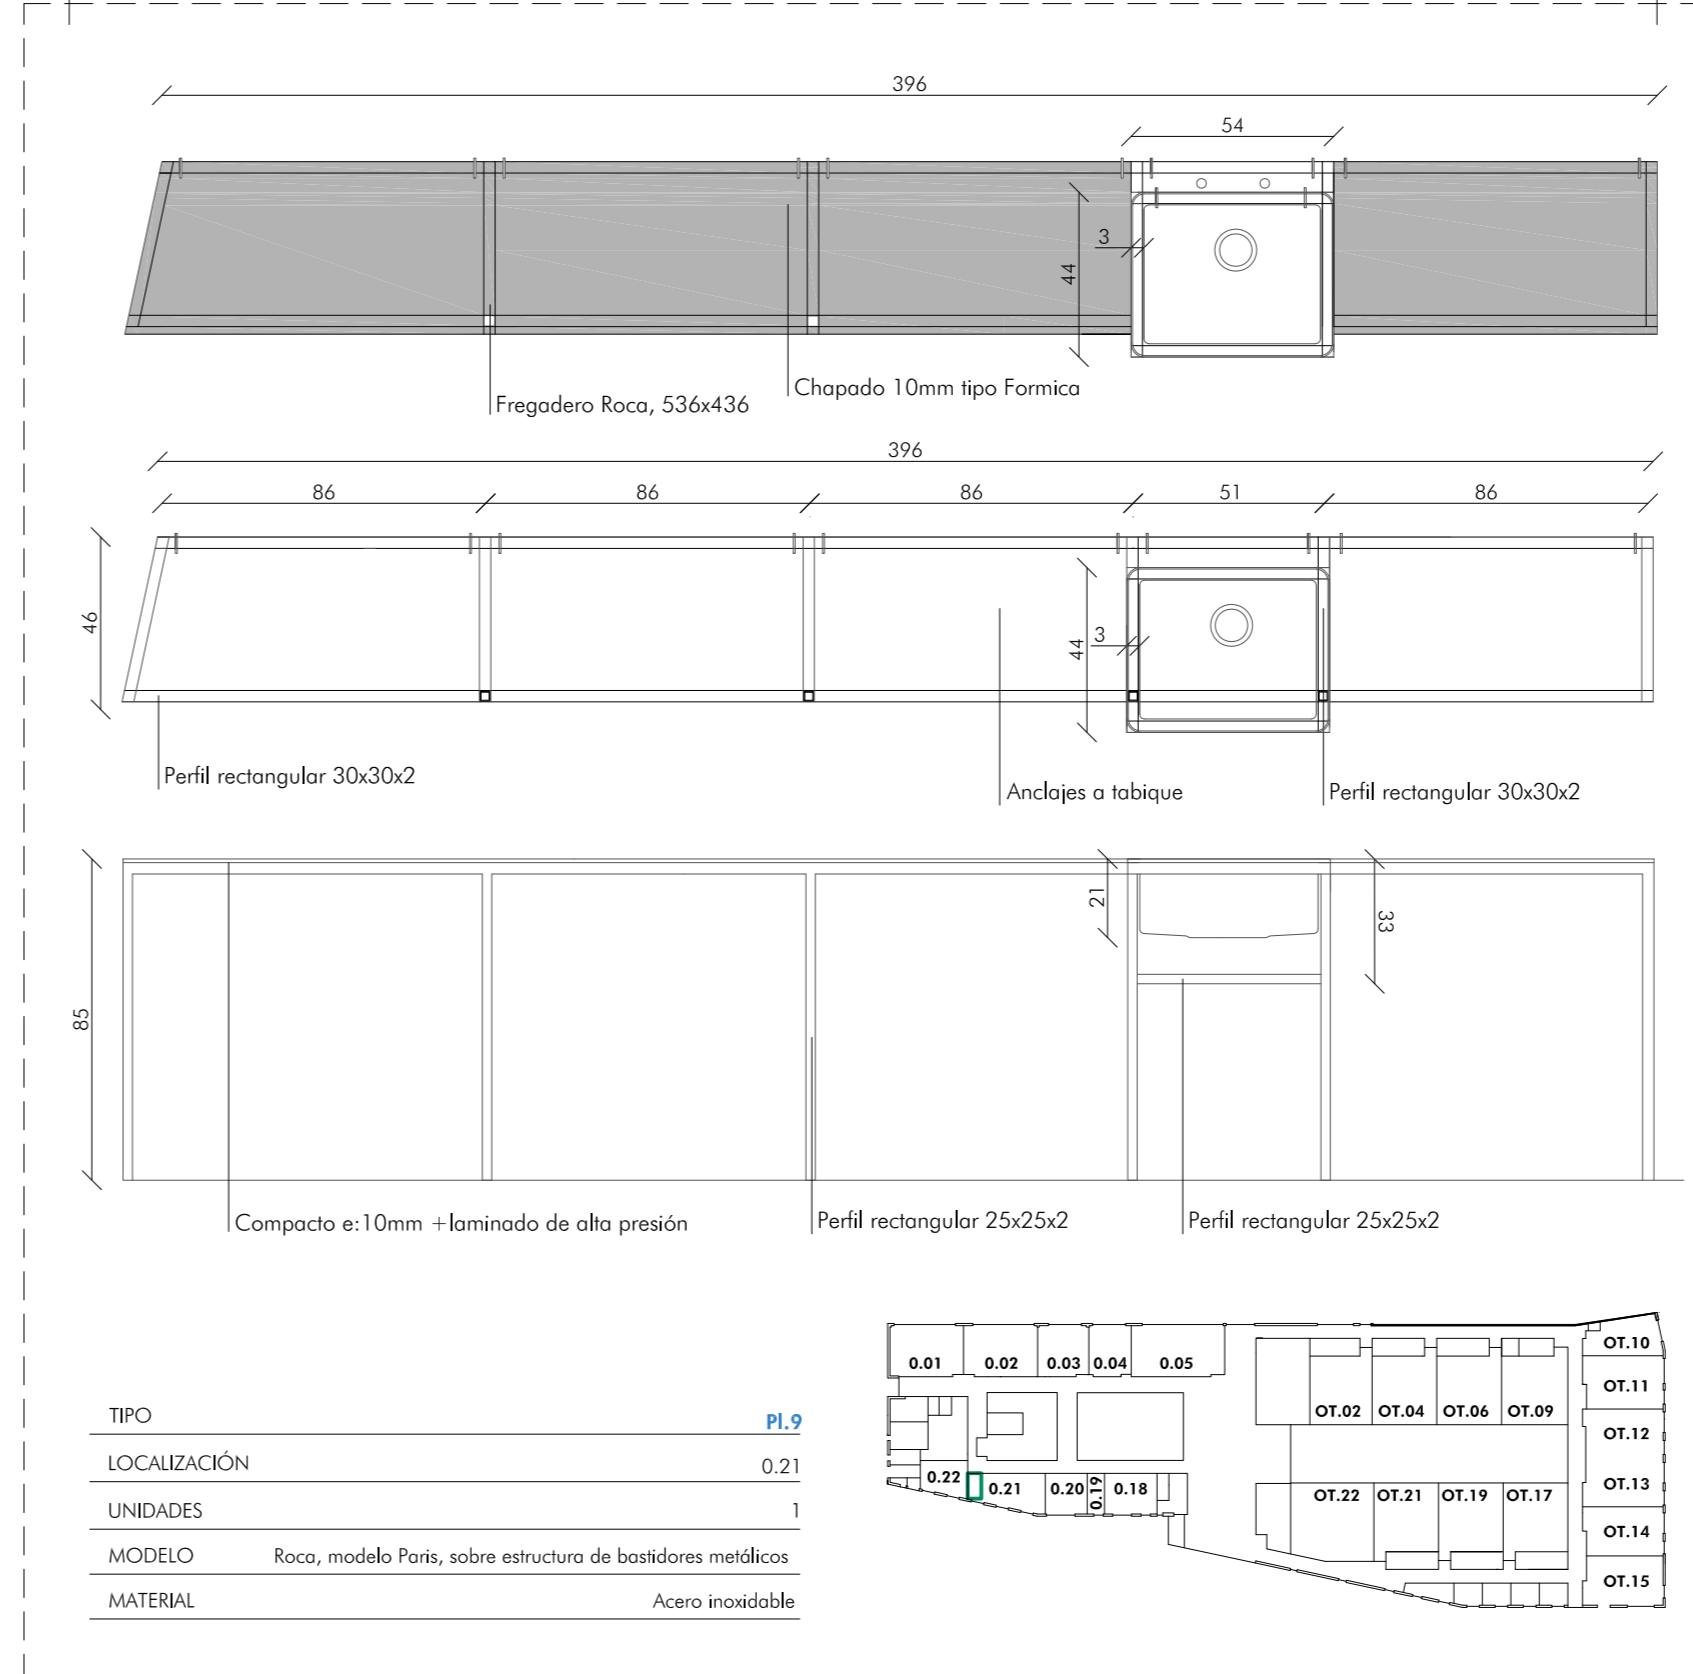 396
54
3
44
Fregadero Roca, 536x436
Chapado 10mm tipo Formica
396
86 86 86 51 86
46
3
44
Perfil rectangular 30x30x2
Anclajes a tabique
Perfil rectangular 30x30x2
85
21
33
Compacto e:10mm +laminado de alta presión
Perfil rectangular 25x25x2
Perfil rectangular 25x25x2
TIPO Pl.9
LOCALIZACIÓN 0.21
UNIDADES 1
MODELO Roca, modelo Paris, sobre estructura de bastidores metálicos
MATERIAL Acero inoxidable
0.01 0.02 0.03 0.04 0.05
0.22 0.21 0.20 0.19 0.18
OT.02 OT.04 OT.06 OT.09
OT.22 OT.21 OT.19 OT.17
OT.10
OT.11
OT.12
OT.13
OT.14
OT.15